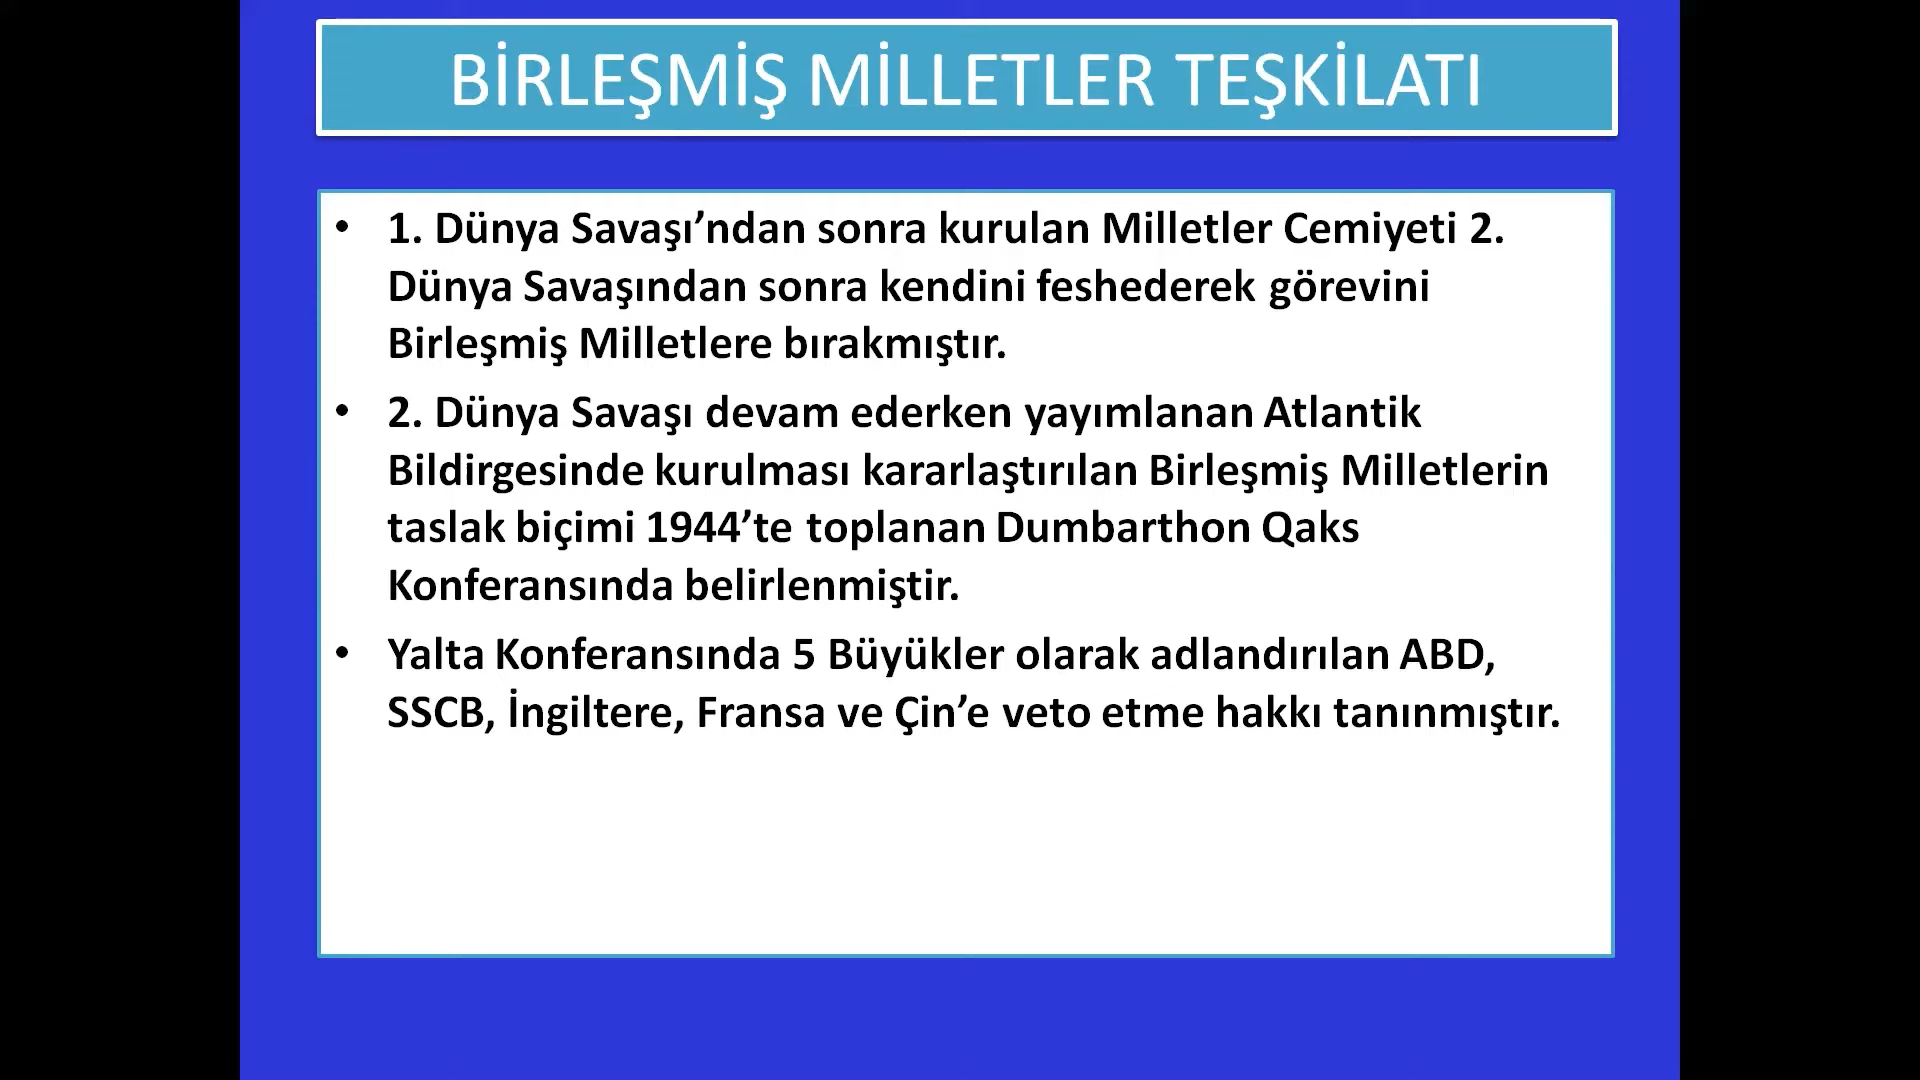 BİRLEŞMİŞ MİLLETLER TEŞKİLATI
• 1. Dünya Savaşı’ndan sonra kurulan Milletler Cemiyeti 2.
Dünya Savaşından sonra kendini feshederek görevini
Birleşmiş Milletlere bırakmıştır.
• 2. Dünya Savaşı devam ederken yayımlanan Atlantik
Bildirgesinde kurulması kararlaştırılan Birleşmiş Milletlerin
taslak biçimi 1944’te toplanan Dumbarthon Qaks
Konferansında belirlenmiştir.
• Yalta Konferansında 5 Büyükler olarak adlandırılan ABD,
SSCB, İngiltere, Fransa ve Çin’e veto etme hakkı tanınmıştır.